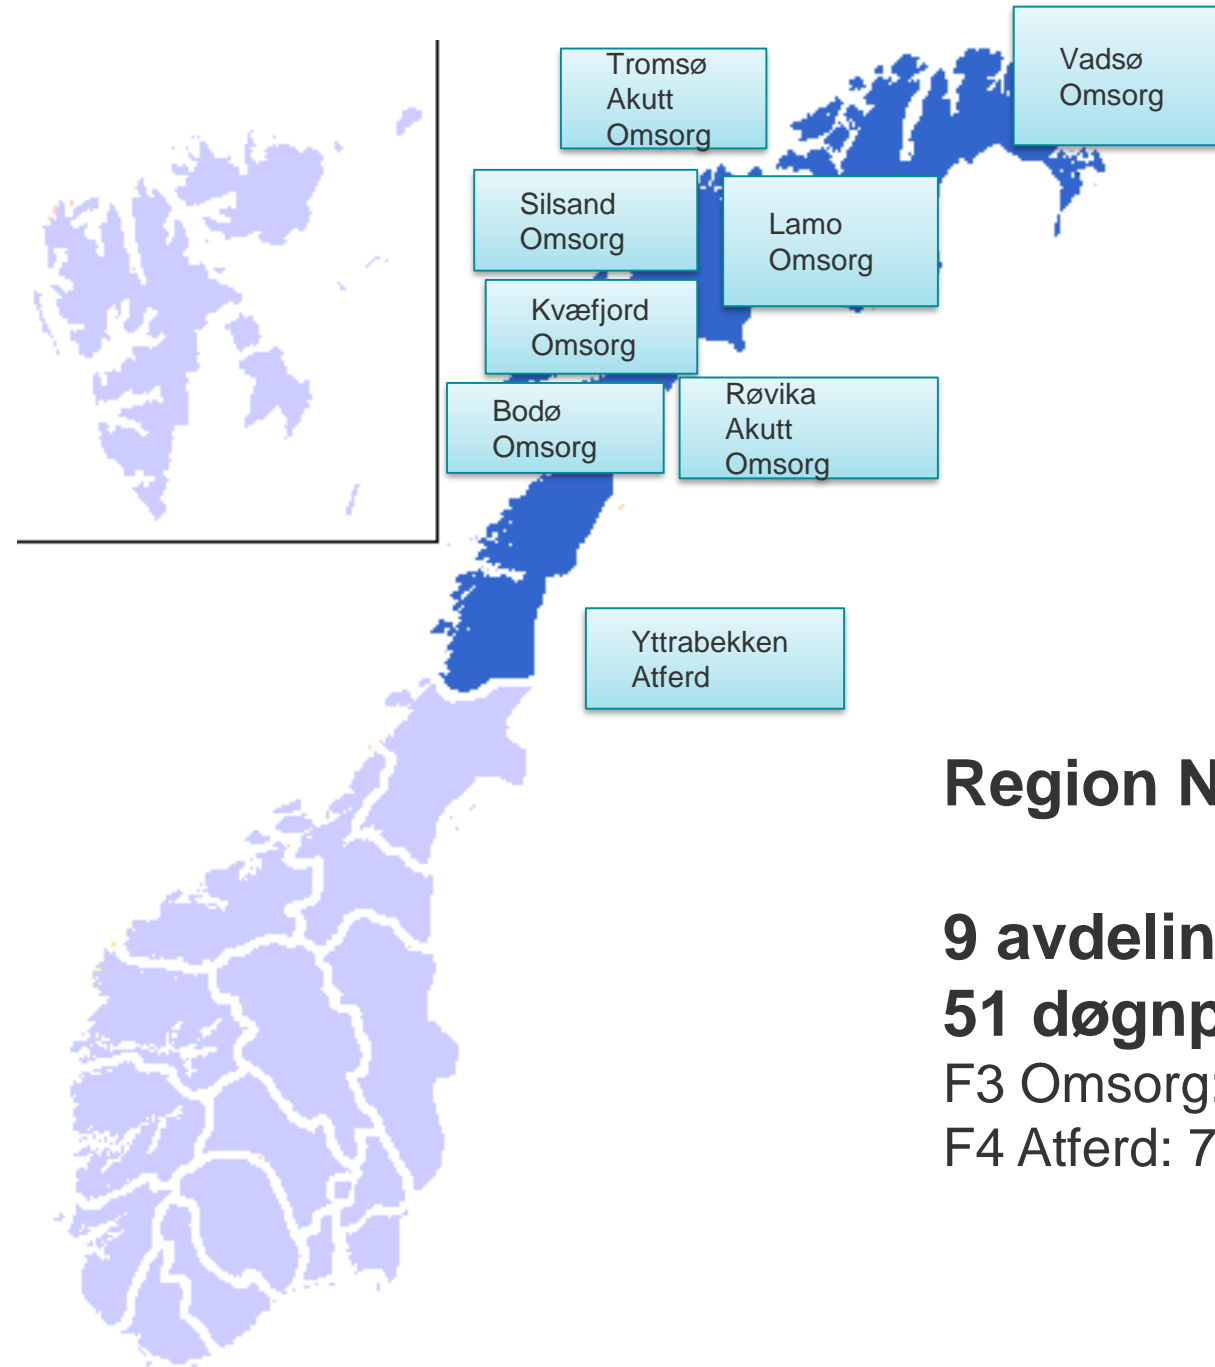 Vadsø
Omsorg
Tromsø
Akutt
Omsorg
Silsand
Omsorg
Lamo
Omsorg
Kvæfjord
Omsorg
Bodø
Omsorg
Røvika
Akutt
Omsorg
Yttrabekken
Atferd
Region N
9 avdelin
51 døgnp
F3 Omsorg:
F4 Atferd: 7